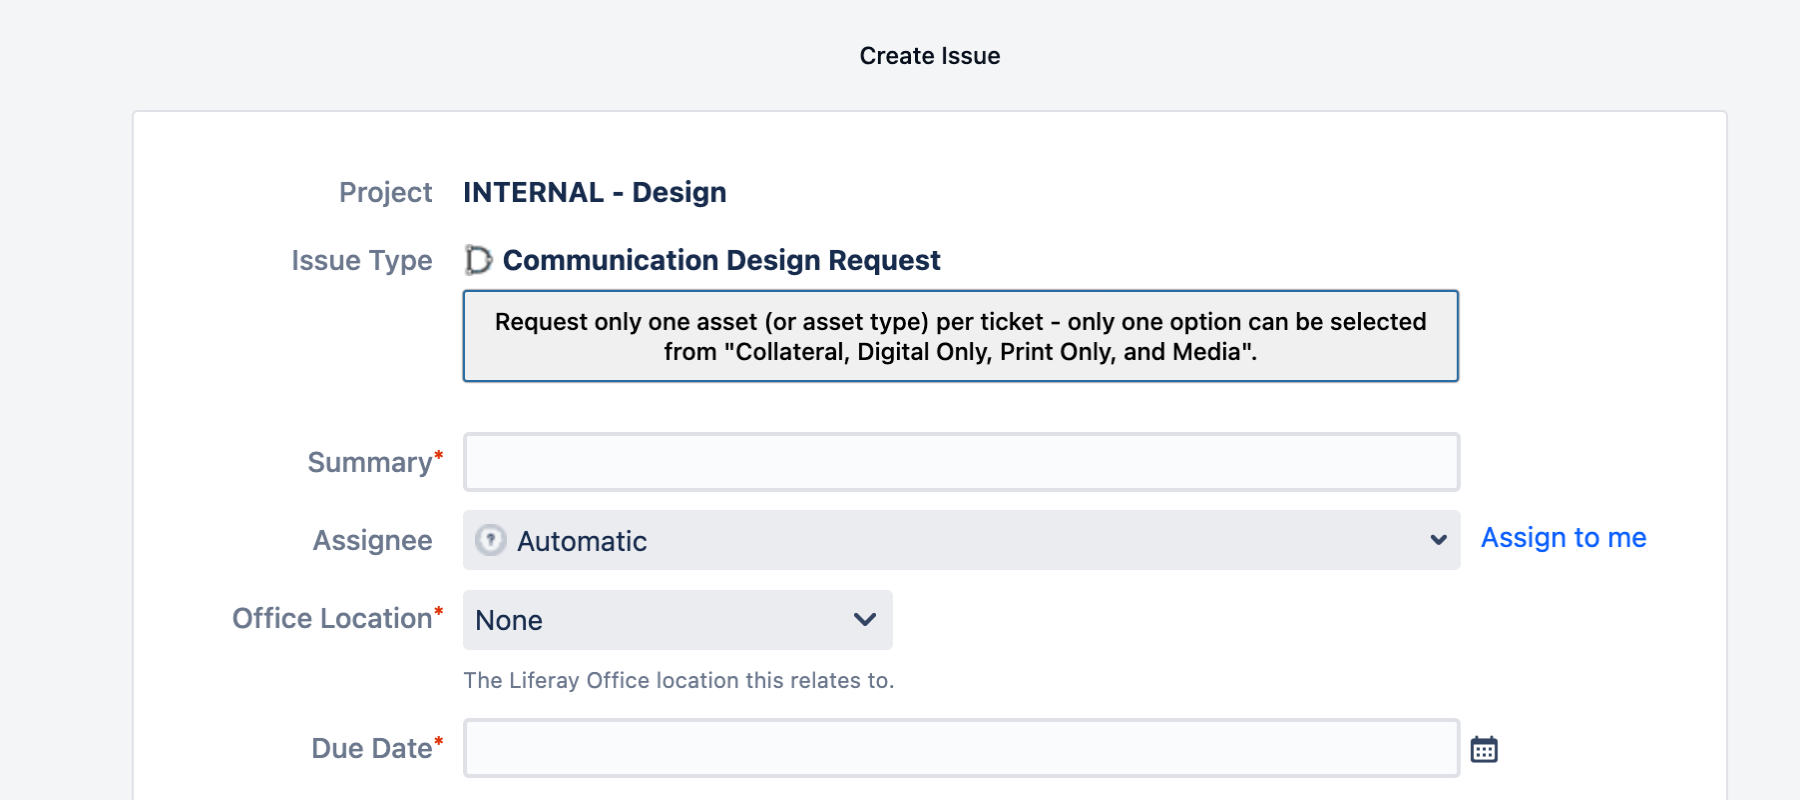 Create Issue
Project INTERNAL - Design
Issue Type Communication Design Request
Request only one asset (or asset type) per ticket - only one option can be selected
from "Collateral, Digital Only, Print Only, and Media".
Summary*
Assignee Automatic Assign to me
Office Location* None
The Liferay Office location this relates to.
Due Date*